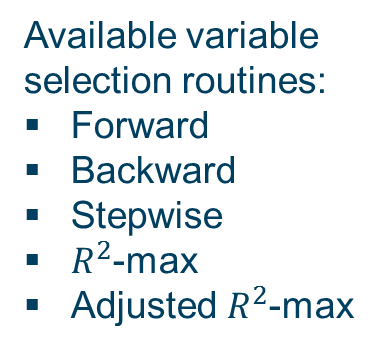 Available variable
selection routines:
▪ Forward
▪ Backward
▪ Stepwise
▪ R²-max
▪ Adjusted R²-max